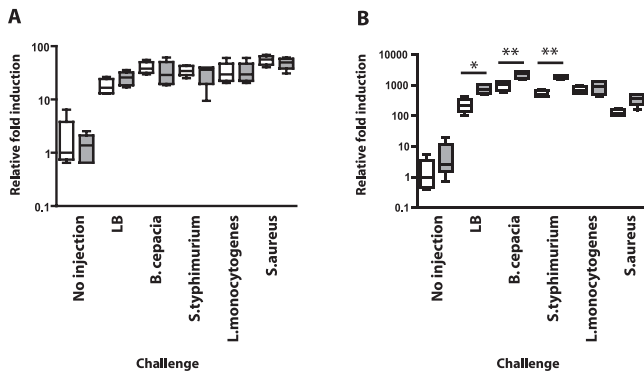 A
Relative fold induction
100
10
1
0.1
No injection
LB
B. cepacia
S.typhimurium
L.monocytogenes
S.aureus
Challenge
B
Relative fold induction
10000
1000
100
10
1
0.1
*
**
**
No injection
LB
B. cepacia
S.typhimurium
L.monocytogenes
S.aureus
Challenge